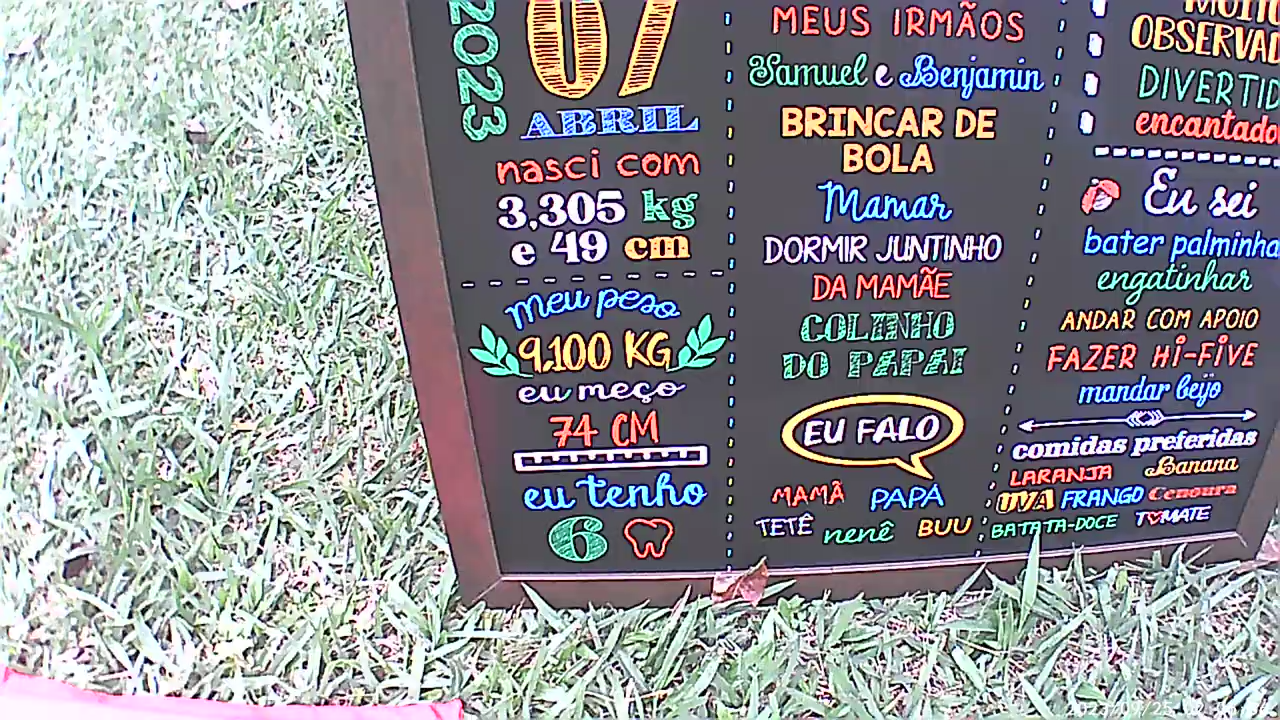 2023
07
ABRIL
nasci com
3,305 kg
e 49 cm
meu peso
9,100 KG
eu meço
74 CM
eu tenho
6
MEUS IRMÃOS
Samuel e Benjamin
BRINCAR DE
BOLA
Mamar
DORMIR JUNTINHO
DA MAMÃE
COLINHO
DO PAPAI
EU FALO
MAMÃ PAPÁ
TETÊ nenê BUU
OBSERVAD
DIVERTID
encantado
Eu sei
bater palminha
engatinhar
ANDAR COM APOIO
FAZER HI-FIVE
mandar beijo
comidas preferidas
LARANJA Banana
UVA FRANGO Cenoura
BATATA-DOCE TOMATE